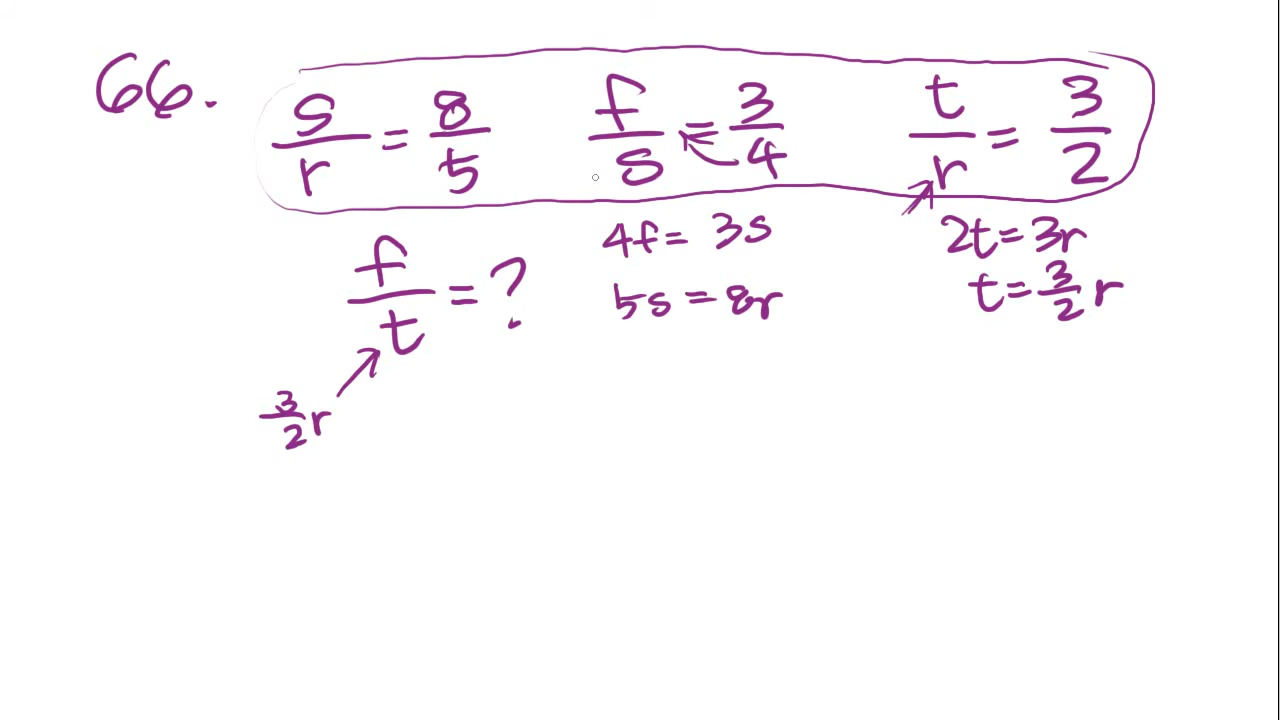 66. s/r = 8/5 f/s = 3/4 t/r = 3/2
f/t = ? 4f = 3s 2t = 3r
5s = 8r t = 3/2 r
3/2 r